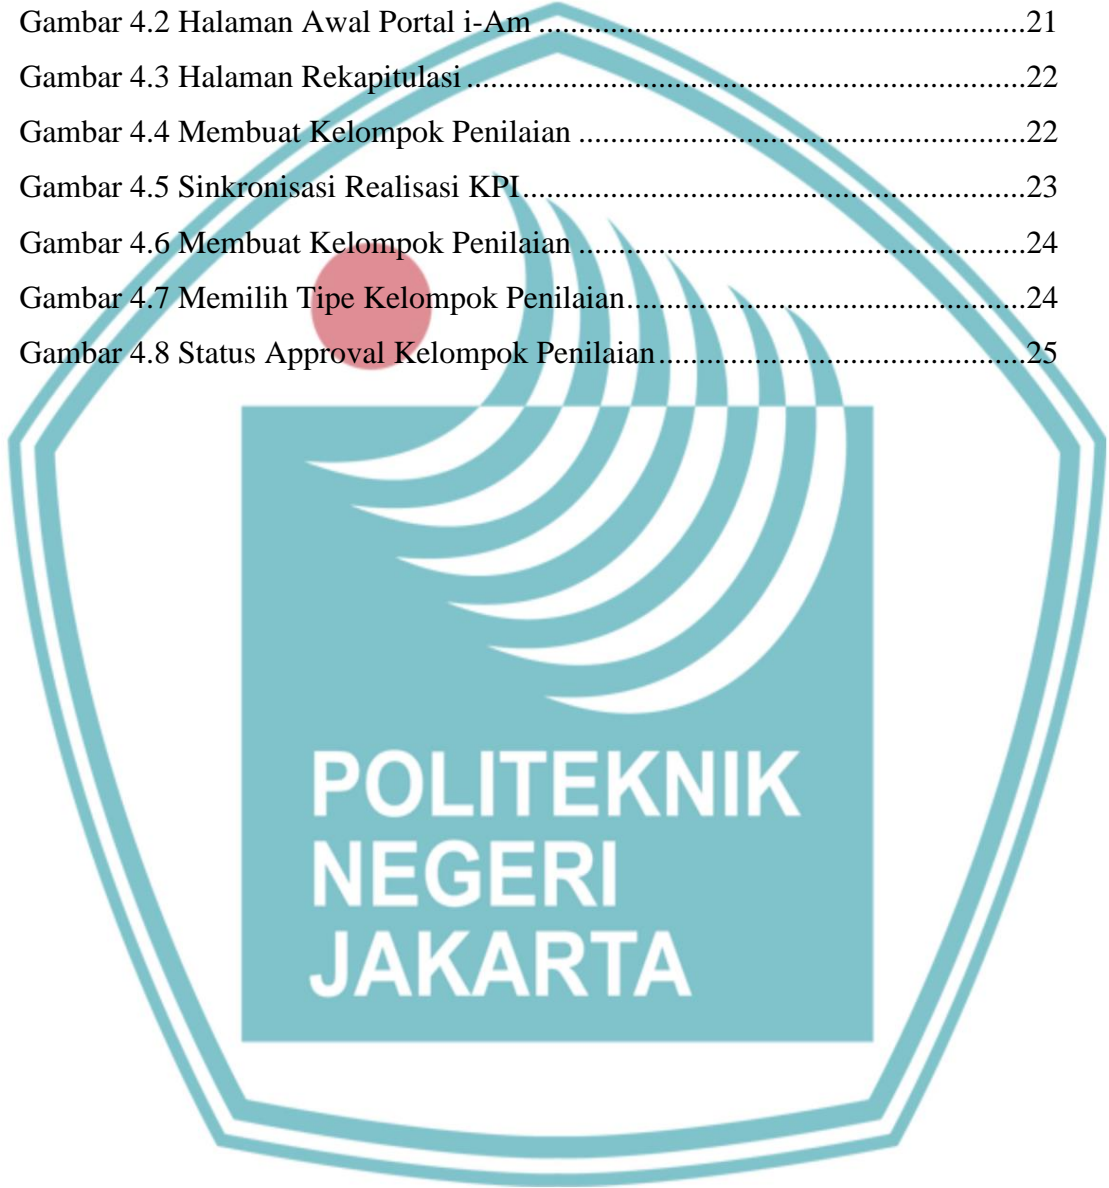 Gambar 4.2 Halaman Awal Portal i-Am .............................................................21
Gambar 4.3 Halaman Rekapitulasi......................................................................22
Gambar 4.4 Membuat Kelompok Penilaian ........................................................22
Gambar 4.5 Sinkronisasi Realisasi KPI...............................................................23
Gambar 4.6 Membuat Kelompok Penilaian ........................................................24
Gambar 4.7 Memilih Tipe Kelompok Penilaian..................................................24
Gambar 4.8 Status Approval Kelompok Penilaian..............................................25
POLITEKNIK
NEGERI
JAKARTA